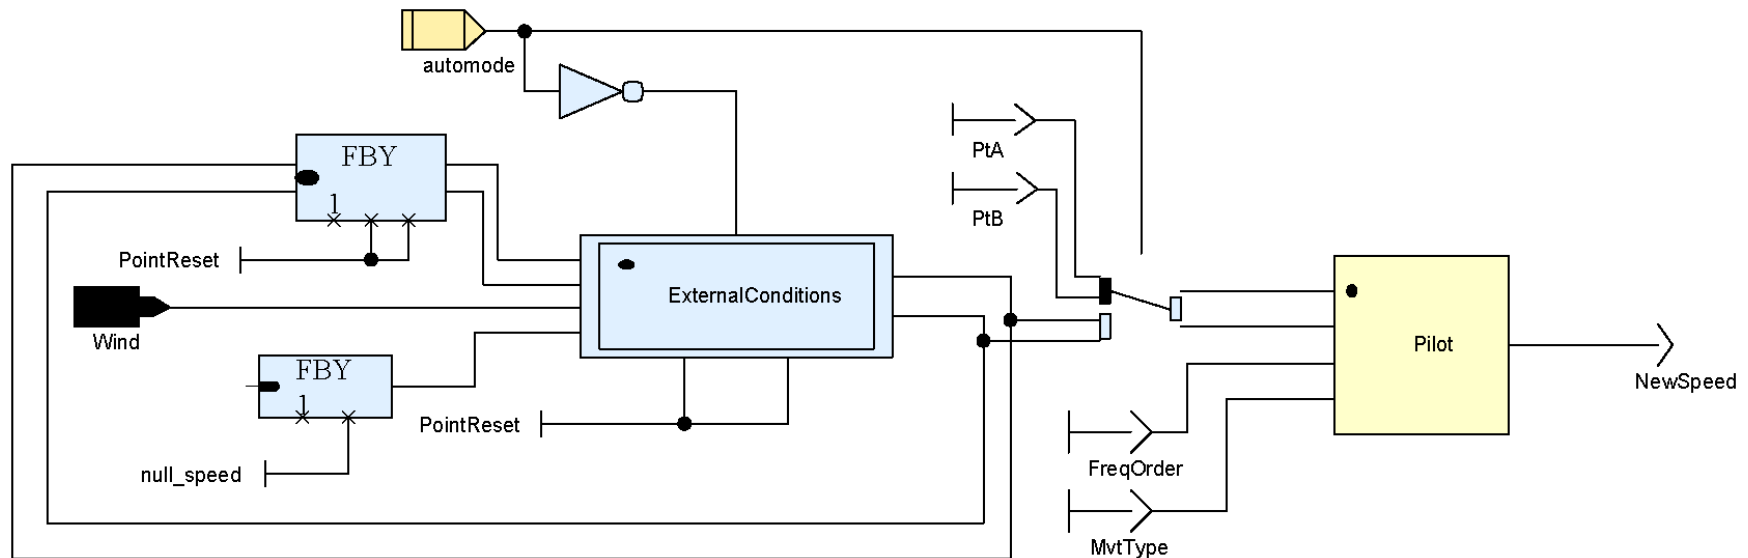 automode
FBY
1
PtA
PtB
PointReset
ExternalConditions
Wind
Pilot
FBY
1
NewSpeed
PointReset
FreqOrder
null_speed
MvtType